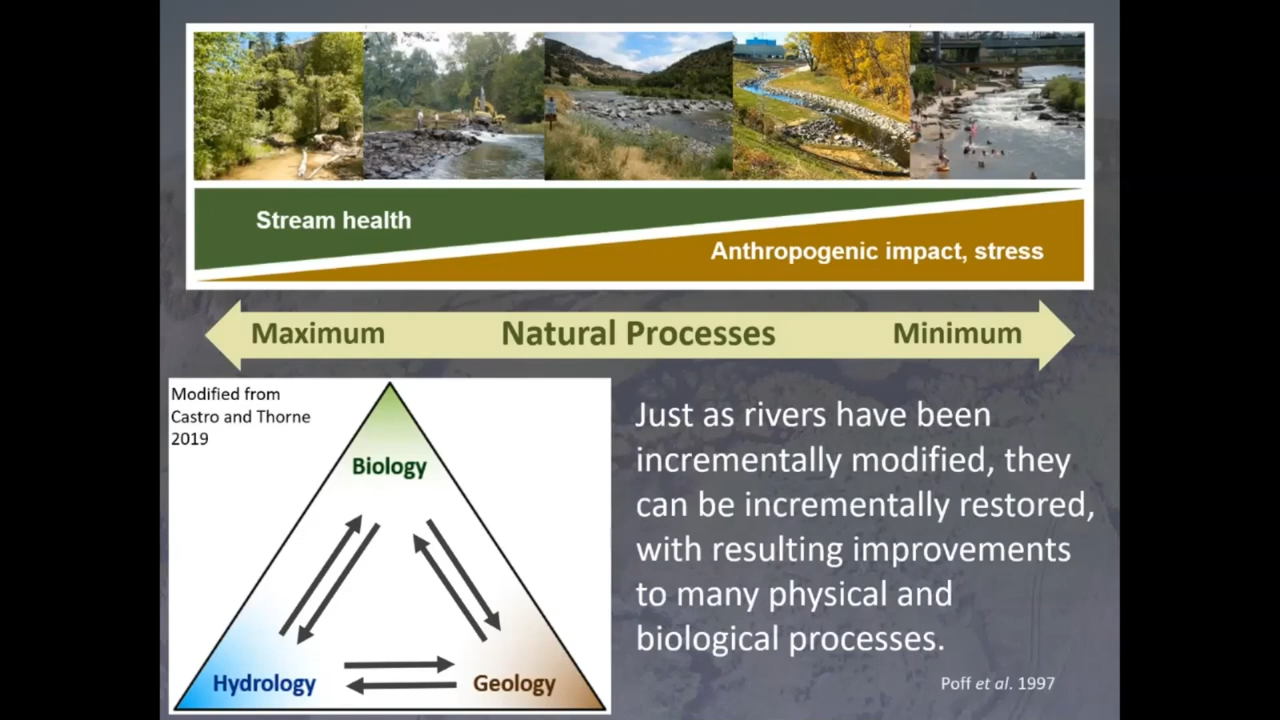 Stream health
Anthropogenic impact, stress
Maximum Natural Processes Minimum
Modified from
Castro and Thorne
2019
Biology
Hydrology
Geology
Just as rivers have been
incrementally modified, they
can be incrementally restored,
with resulting improvements
to many physical and
biological processes.
Poff et al. 1997